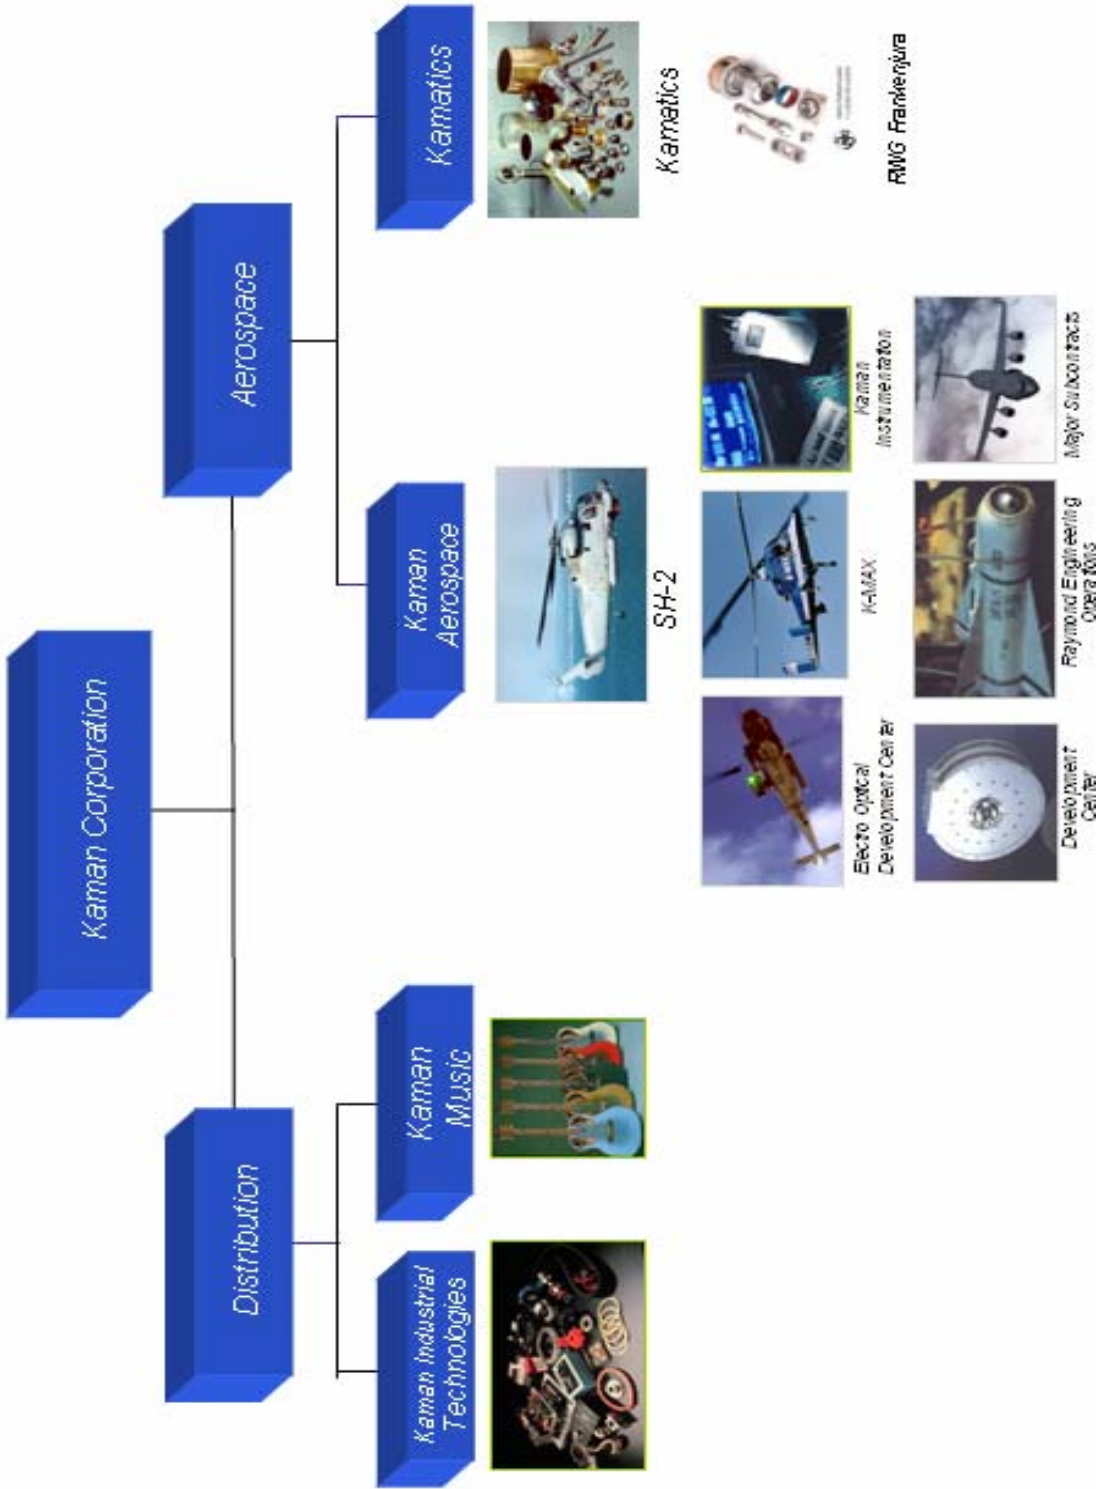 Kaman Corporation
Distribution
Aerospace
Kaman Industrial
Technologies
Kaman
Music
Kaman
Aerospace
Kamatics
SH-2
Kamatics
Electro Optical
Development Center
K-MAX
Kaman
Instrumentation
RWG Frankenjura
Development
Center
Raymond Engineering
Operations
Major Subcontracts